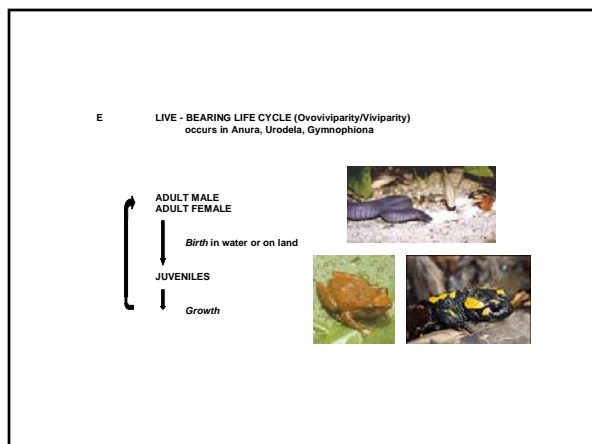 E LIVE - BEARING LIFE CYCLE (Ovoviviparity/Viviparity)
occurs in Anura, Urodela, Gymnophiona
ADULT MALE
ADULT FEMALE
Birth in water or on land
JUVENILES
Growth